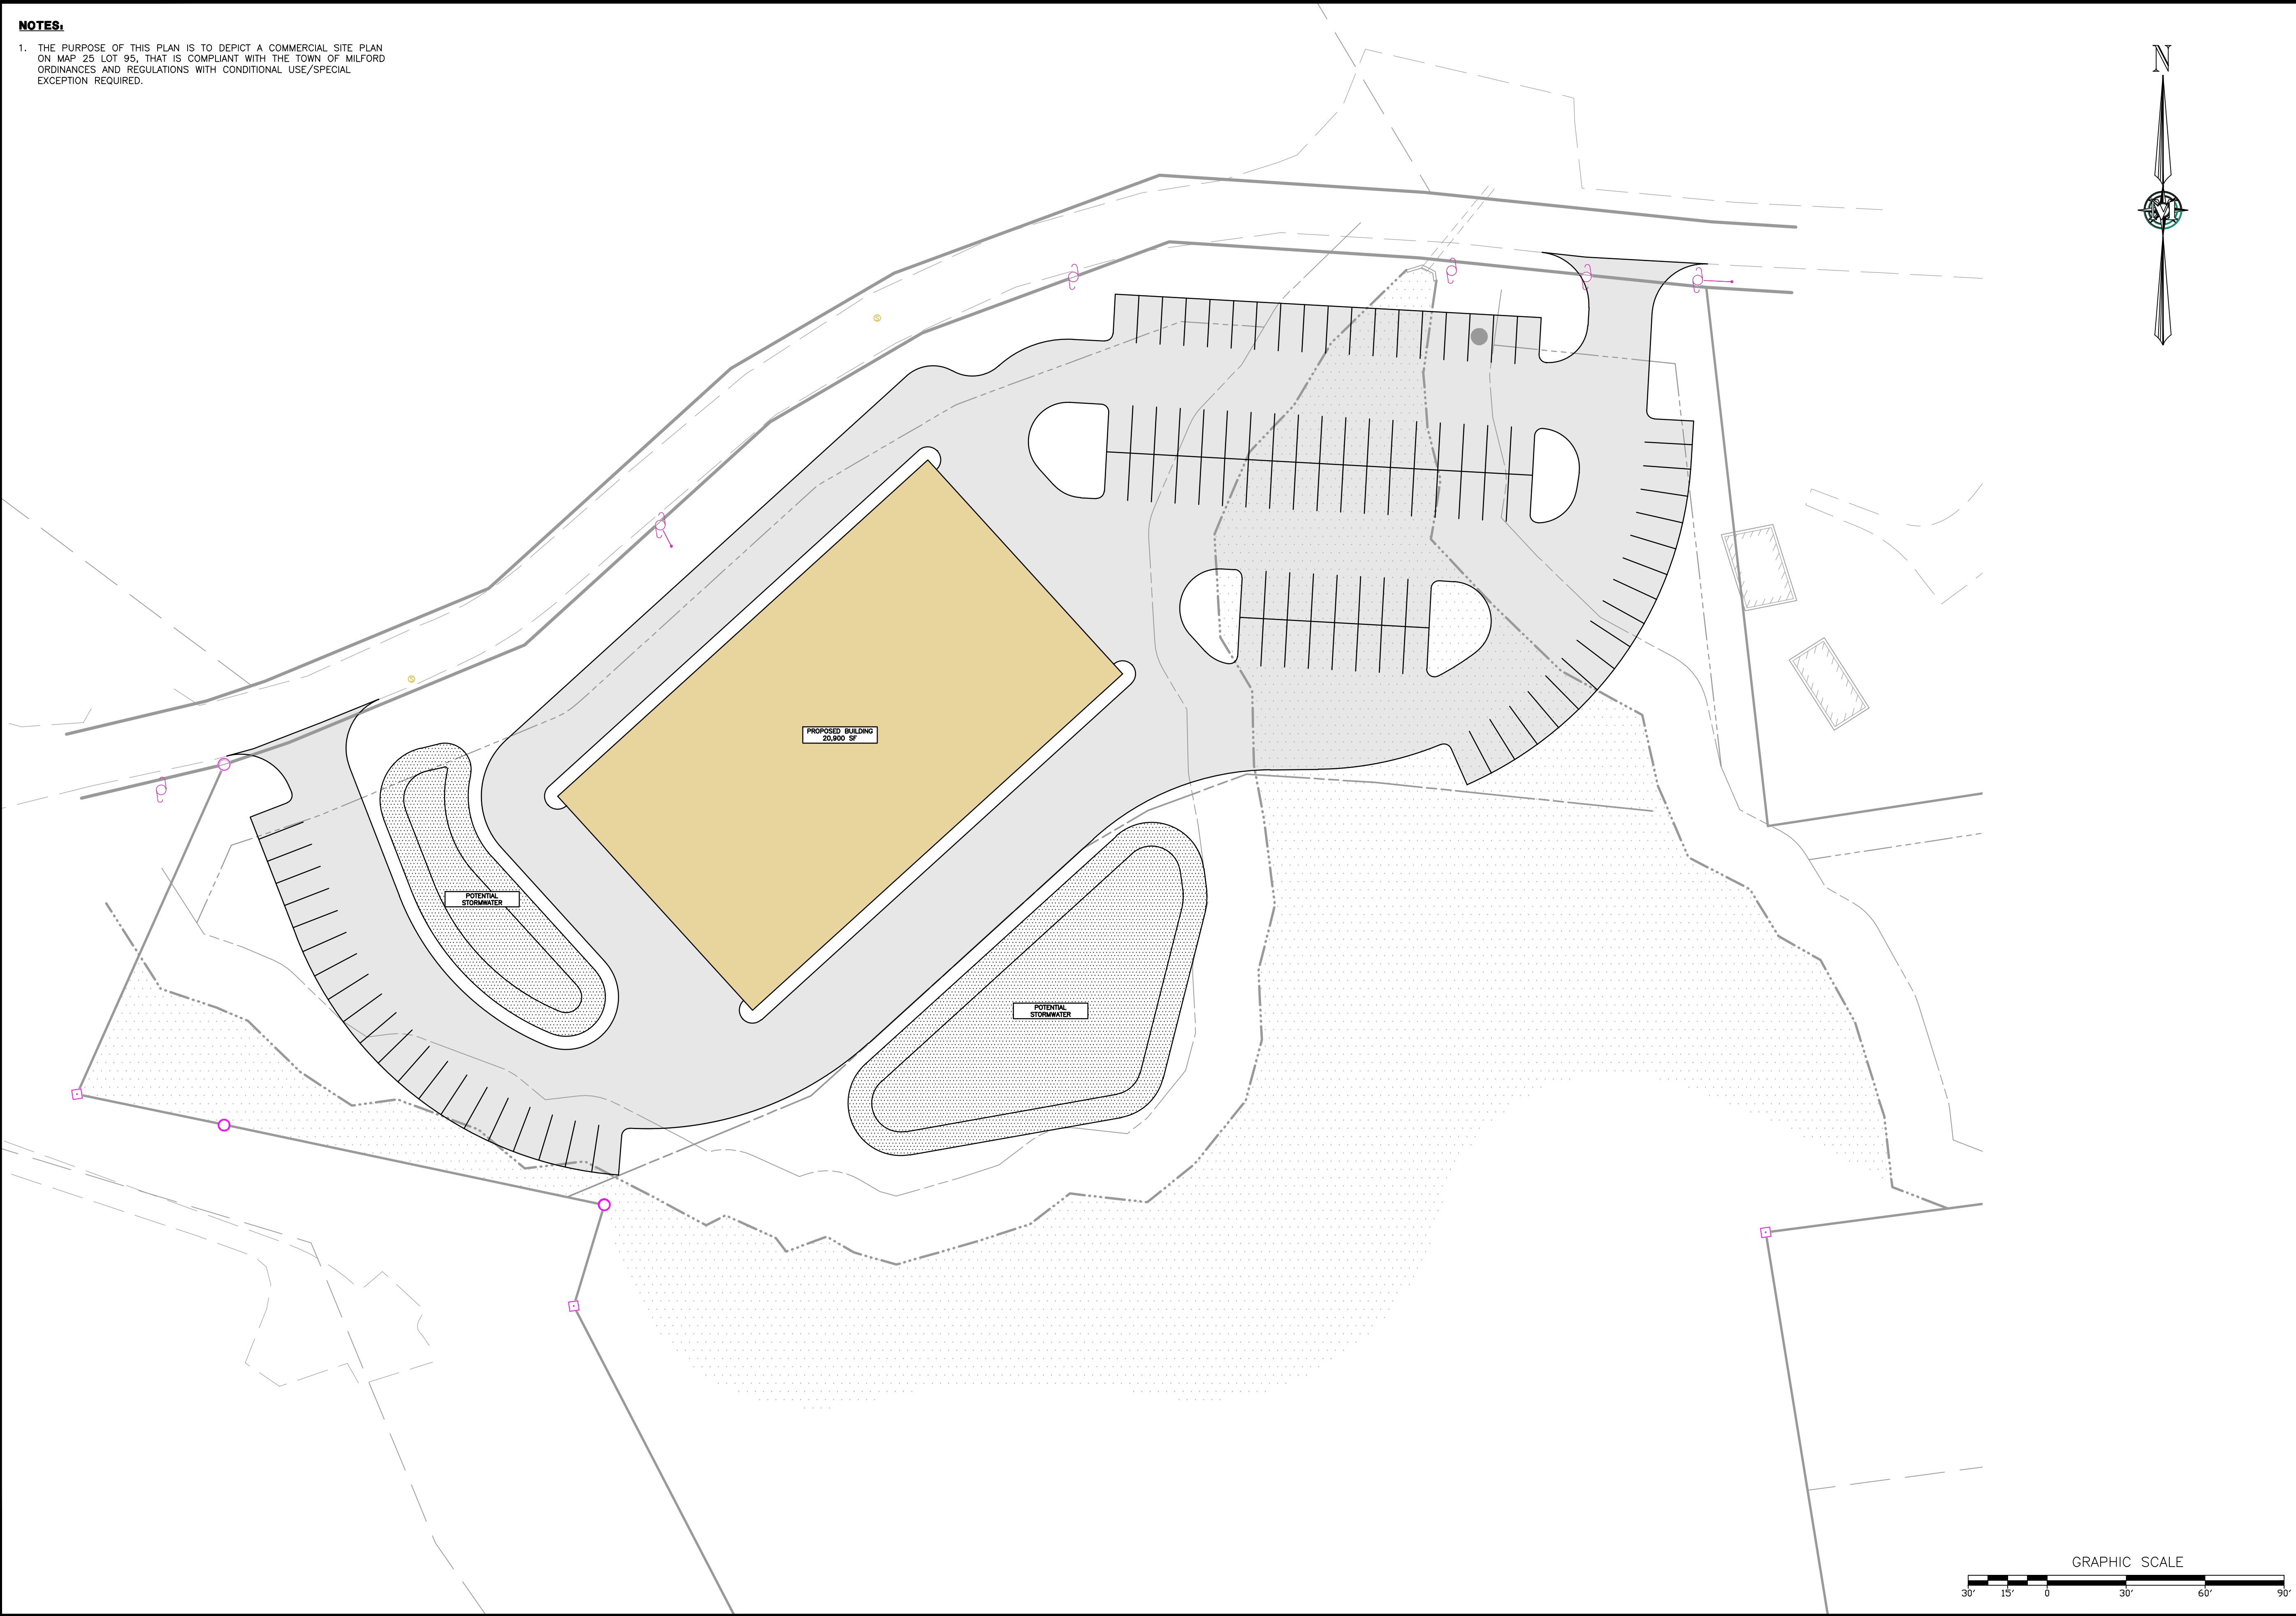 NOTES:
1. THE PURPOSE OF THIS PLAN IS TO DEPICT A COMMERCIAL SITE PLAN
ON MAP 25 LOT 95, THAT IS COMPLIANT WITH THE TOWN OF MILFORD
ORDINANCES AND REGULATIONS WITH CONDITIONAL USE/SPECIAL
EXCEPTION REQUIRED.
N
S
S
PROPOSED BUILDING
20,900 SF
POTENTIAL
STORMWATER
POTENTIAL
STORMWATER
GRAPHIC SCALE
30' 15' 0 30' 60' 90'